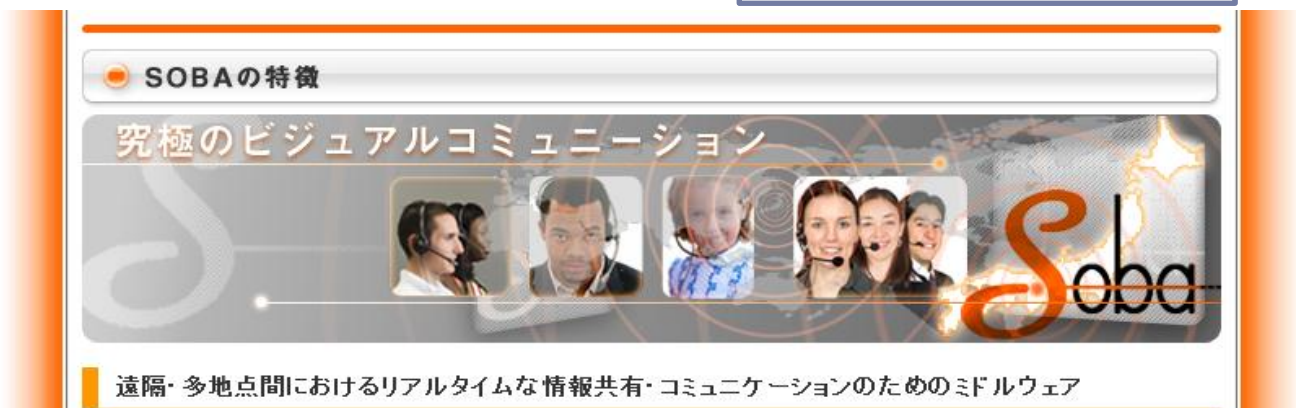 SOBAの特徴
究極のビジュアルコミュニーション
Soba
遠隔・多地点間におけるリアルタイムな情報共有・コミュニケーションのためのミドルウェア